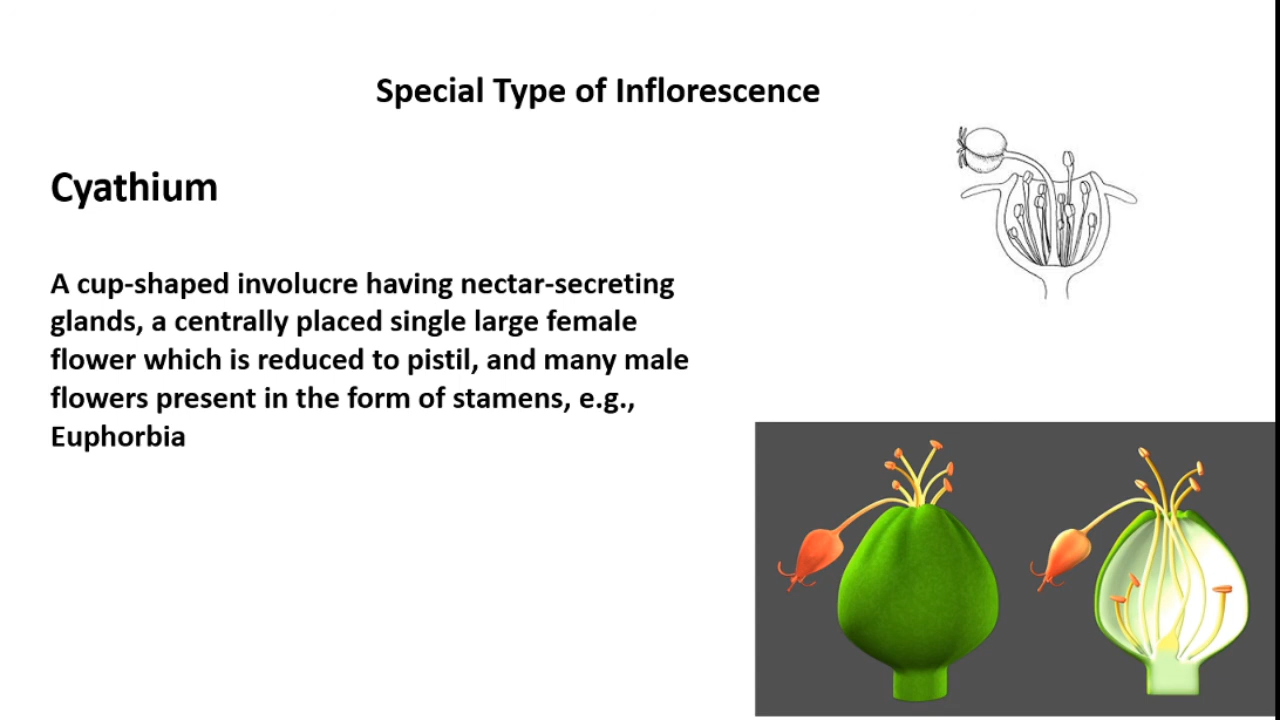 Special Type of Inflorescence
Cyathium
A cup-shaped involucre having nectar-secreting
glands, a centrally placed single large female
flower which is reduced to pistil, and many male
flowers present in the form of stamens, e.g.,
Euphorbia